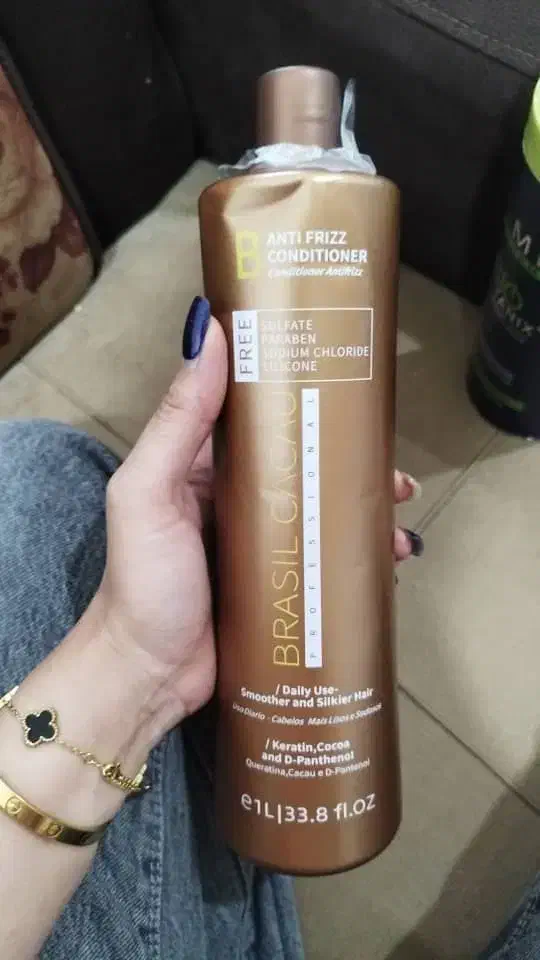 B
ANTI FRIZZ
CONDITIONER
Conditioner Antifrizz
FREE
SULFATE
PARABEN
SODIUM CHLORIDE
SILICONE
BRASIL CACAU
PROFESSIONAL
/ Daily Use-
Smoother and Silkier Hair
Uso Diario - Cabelos Mais Lisos e Sedosos
/ Keratin,Cocoa
and D-Panthenol
Queratina,Cacau e D-Pantenol
e1L|33.8 fl.oz